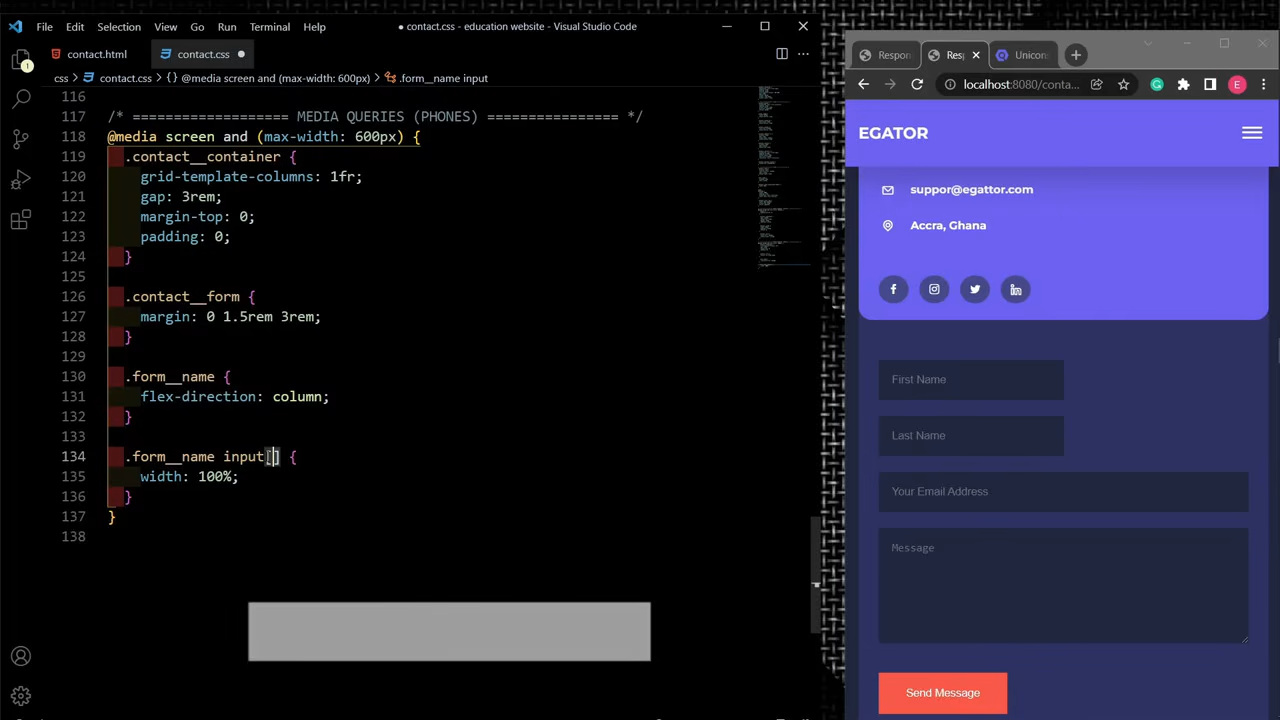 File Edit Selection View Go Run Terminal Help
● contact.css - education website - Visual Studio Code
contact.html
contact.css ●
css > contact.css > {} @media screen and (max-width: 600px) > .form__name input
116
117 /* ================== MEDIA QUERIES (PHONES) =============== */
118 @media screen and (max-width: 600px) {
119 .contact__container {
120 grid-template-columns: 1fr;
121 gap: 3rem;
122 margin-top: 0;
123 padding: 0;
124 }
125
126 .contact__form {
127 margin: 0 1.5rem 3rem;
128 }
129
130 .form__name {
131 flex-direction: column;
132 }
133
134 .form__name input[] {
135 width: 100%;
136 }
137 }
138
1
Respon
Resp
Unicons
localhost:8080/conta
E
EGATOR
suppor@egattor.com
Accra, Ghana
First Name
Last Name
Your Email Address
Message
Send Message